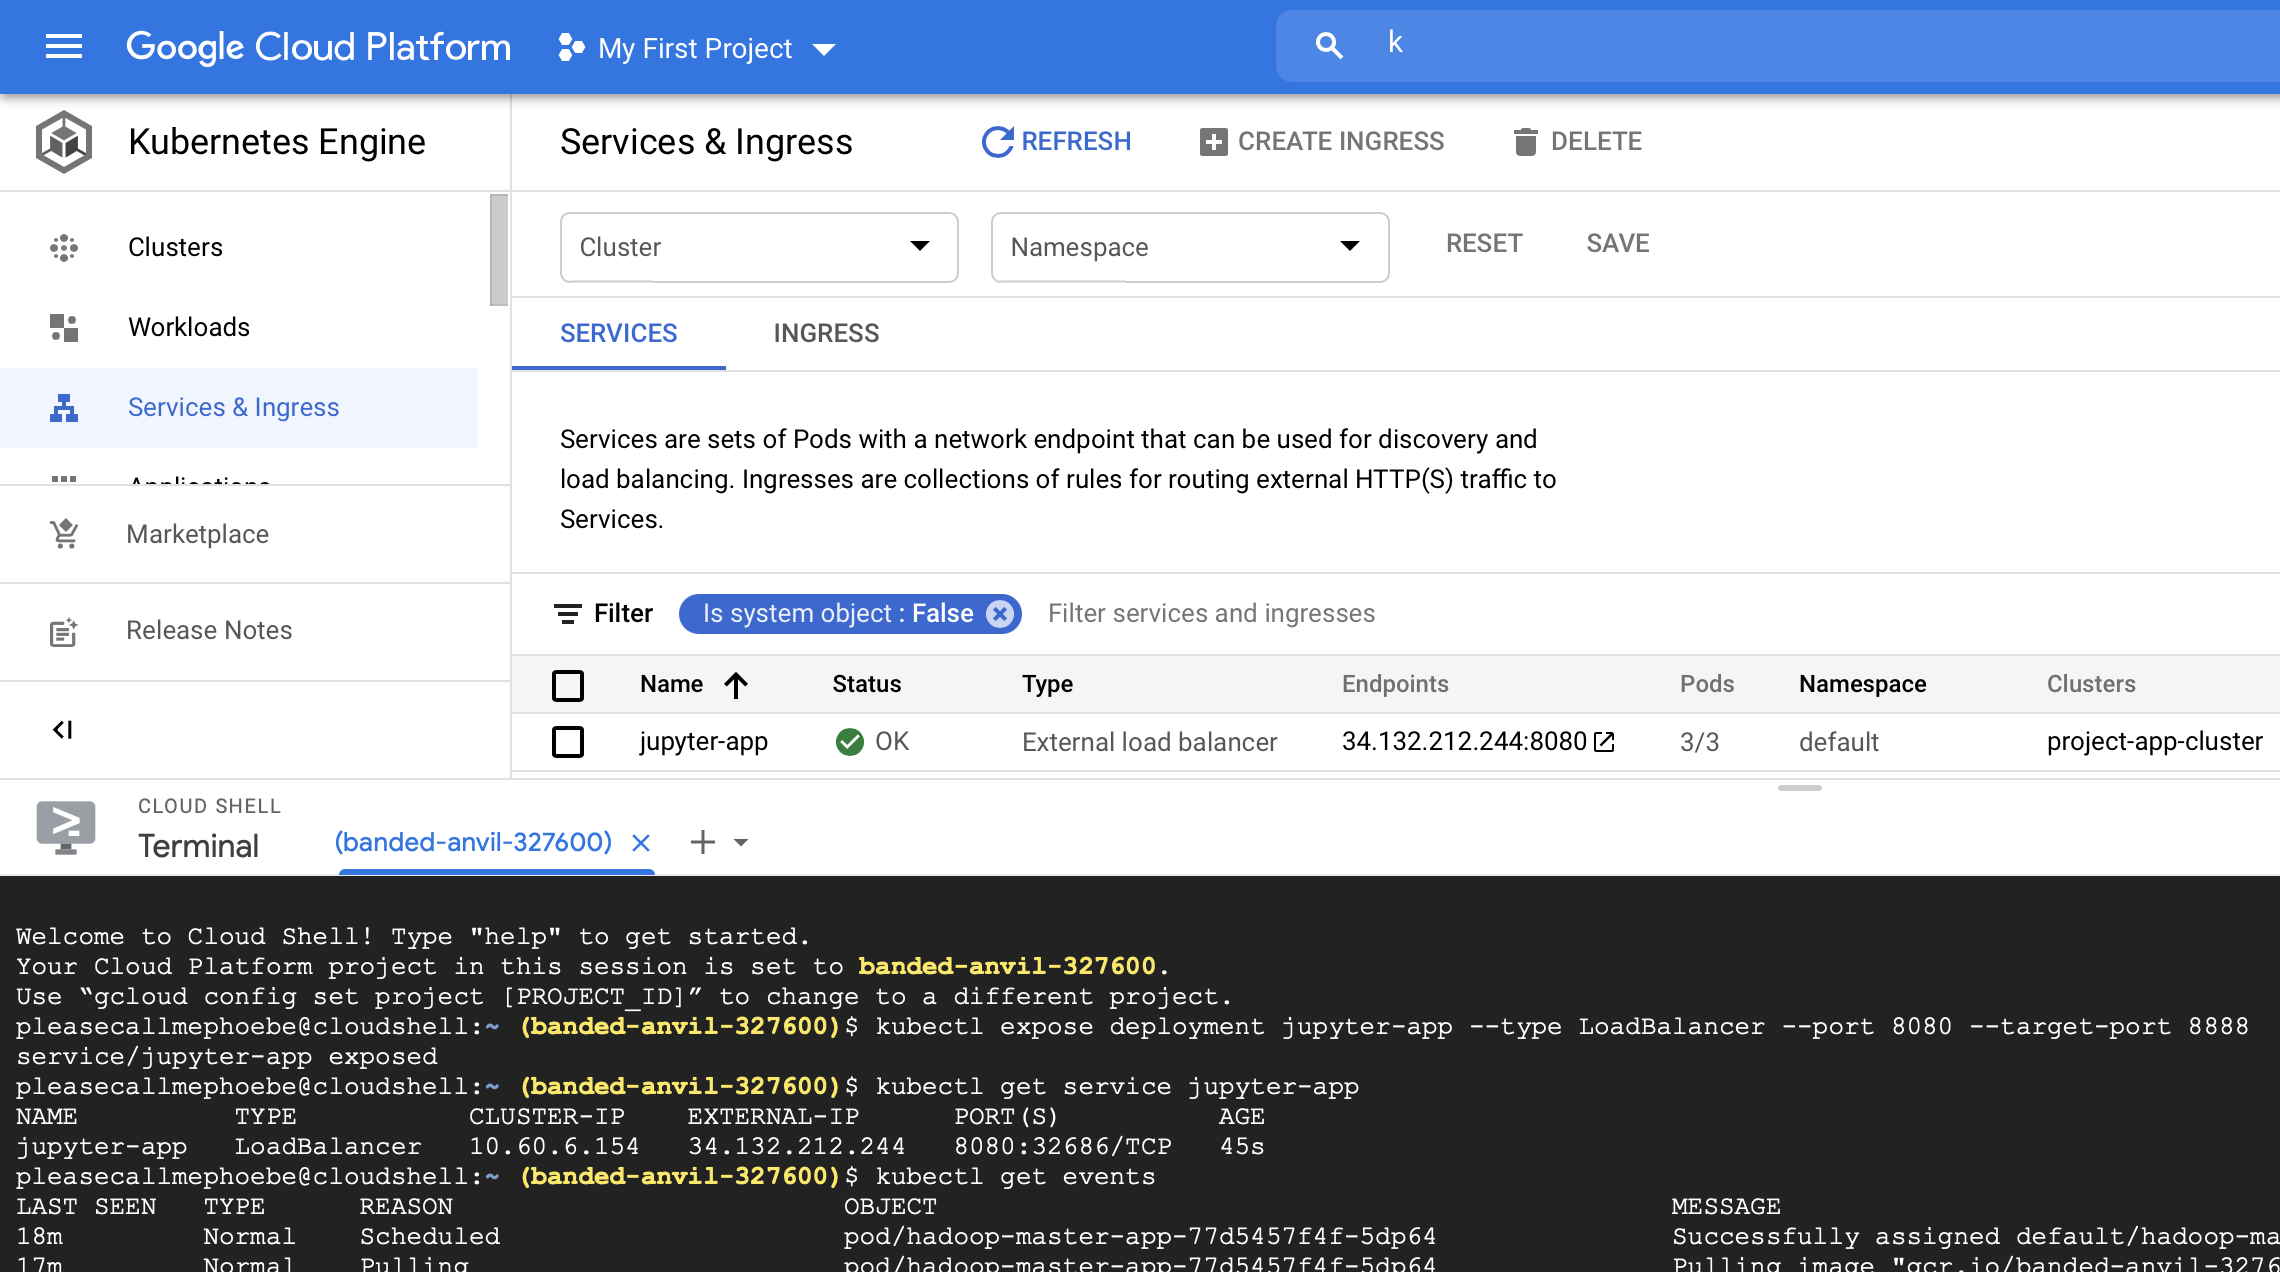 Google Cloud Platform My First Project k
Kubernetes Engine Services & Ingress REFRESH CREATE INGRESS DELETE
Clusters
Workloads
Services & Ingress
Applications
Marketplace
Release Notes
Cluster Namespace RESET SAVE
SERVICES INGRESS
Services are sets of Pods with a network endpoint that can be used for discovery and
load balancing. Ingresses are collections of rules for routing external HTTP(S) traffic to
Services.
Filter Is system object : False Filter services and ingresses
Name Status Type Endpoints Pods Namespace Clusters
jupyter-app OK External load balancer 34.132.212.244:8080 3/3 default project-app-cluster
CLOUD SHELL
Terminal (banded-anvil-327600)
Welcome to Cloud Shell! Type "help" to get started.
Your Cloud Platform project in this session is set to banded-anvil-327600.
Use “gcloud config set project [PROJECT_ID]” to change to a different project.
pleasecallmephoebe@cloudshell:~ (banded-anvil-327600)$ kubectl expose deployment jupyter-app --type LoadBalancer --port 8080 --target-port 8888
service/jupyter-app exposed
pleasecallmephoebe@cloudshell:~ (banded-anvil-327600)$ kubectl get service jupyter-app
NAME TYPE CLUSTER-IP EXTERNAL-IP PORT(S) AGE
jupyter-app LoadBalancer 10.60.6.154 34.132.212.244 8080:32686/TCP 45s
pleasecallmephoebe@cloudshell:~ (banded-anvil-327600)$ kubectl get events
LAST SEEN TYPE REASON OBJECT MESSAGE
18m Normal Scheduled pod/hadoop-master-app-77d5457f4f-5dp64 Successfully assigned default/hadoop-ma
17m Normal Pulling pod/hadoop-master-app-77d5457f4f-5dp64 Pulling image "gcr.io/banded-anvil-3276